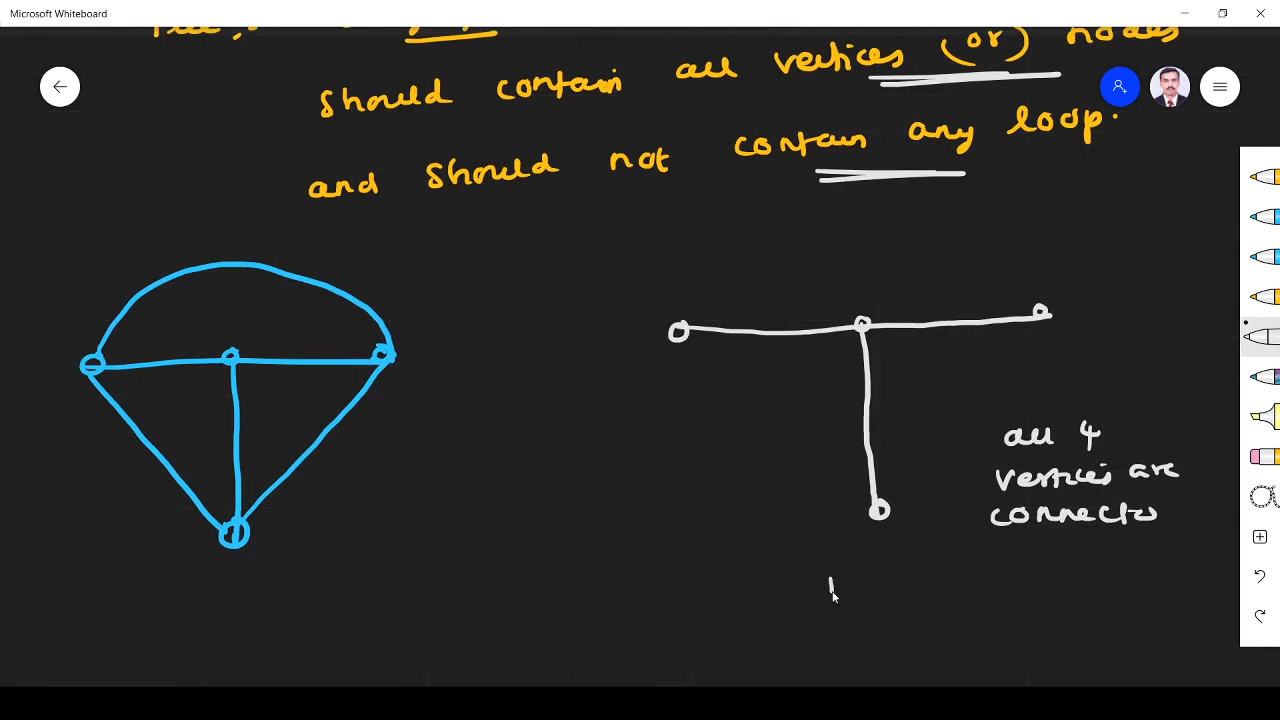 Microsoft Whiteboard
should contain all vertices (or) nodes
and should not contain any loop.
all 4
vertices are
connected